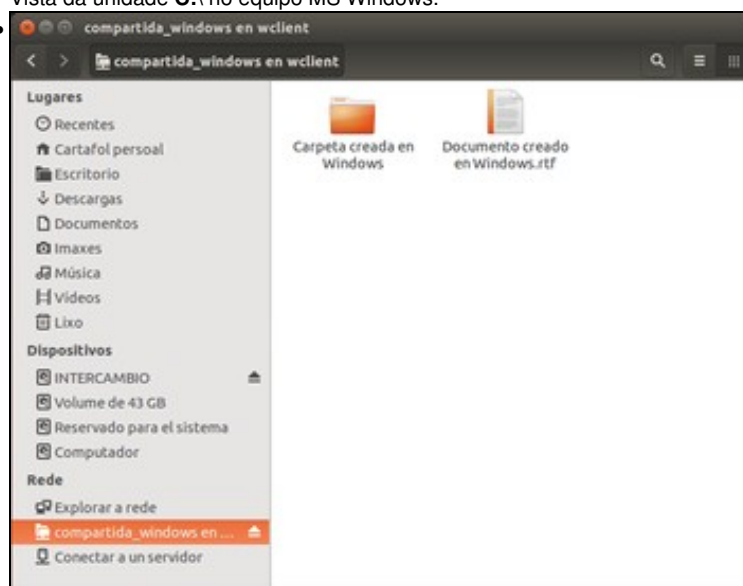 Vista da unidade C:\ no equipo MS Windows.
compartida_windows en wclient
compartida_windows en wclient
Lugares
Recentes
Cartafol persoal
Escritorio
Descargas
Documentos
Imaxes
Música
Vídeos
Lixo
Dispositivos
INTERCAMBIO
Volume de 43 GB
Reservado para el sistema
Computador
Rede
Explorar a rede
compartida_windows en ...
Conectar a un servidor
Carpeta creada en
Windows
Documento creado
en Windows.rtf